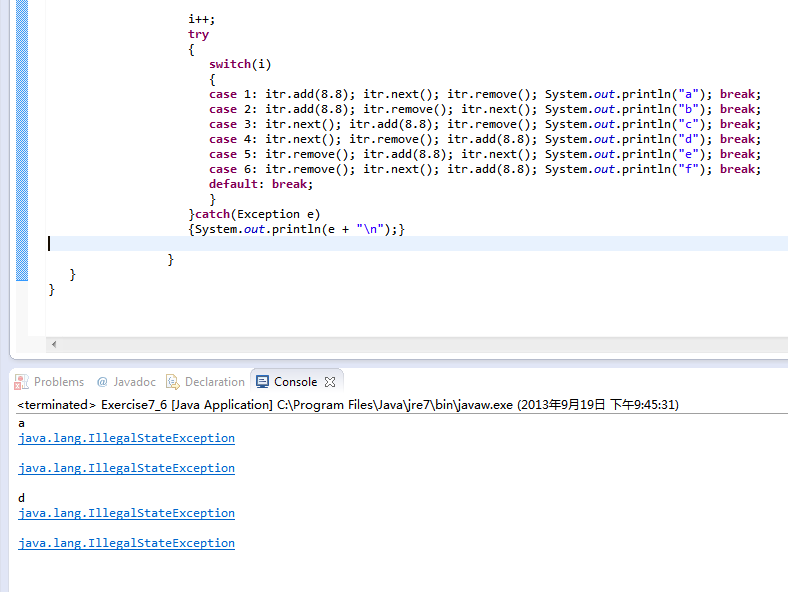 i++;
try
{
switch(i)
{
case 1: itr.add(8.8); itr.next(); itr.remove(); System.out.println("a"); break;
case 2: itr.add(8.8); itr.remove(); itr.next(); System.out.println("b"); break;
case 3: itr.next(); itr.add(8.8); itr.remove(); System.out.println("c"); break;
case 4: itr.next(); itr.remove(); itr.add(8.8); System.out.println("d"); break;
case 5: itr.remove(); itr.add(8.8); itr.next(); System.out.println("e"); break;
case 6: itr.remove(); itr.next(); itr.add(8.8); System.out.println("f"); break;
default: break;
}
}catch(Exception e)
{System.out.println(e + "\n");}
}
}
}
Problems @ Javadoc Declaration Console
<terminated> Exercise7_6 [Java Application] C:\Program Files\Java\jre7\bin\javaw.exe (2013年9月19日 下午9:45:31)
a
java.lang.IllegalStateException
java.lang.IllegalStateException
d
java.lang.IllegalStateException
java.lang.IllegalStateException